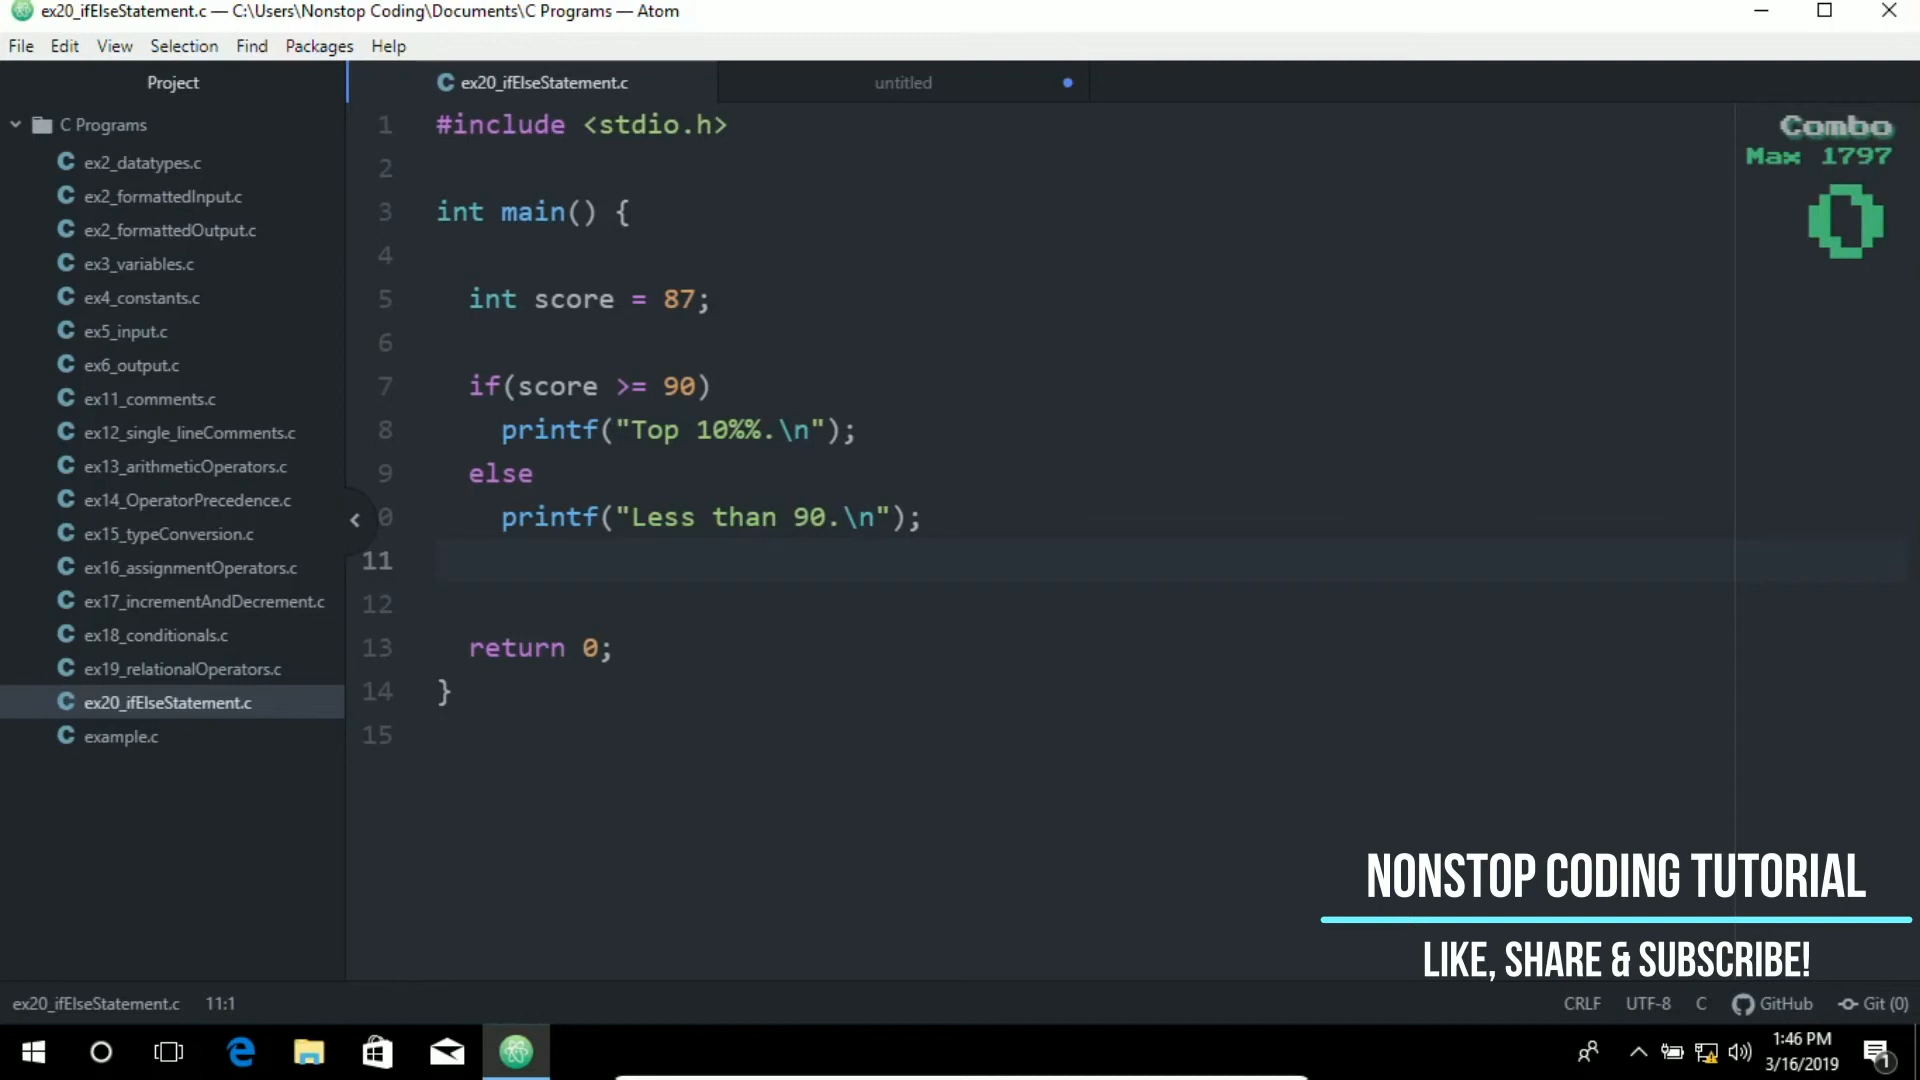 ex20_ifElseStatement.c — C:\Users\Nonstop Coding\Documents\C Programs — Atom
File Edit View Selection Find Packages Help
Project
C Programs
C ex2_datatypes.c
C ex2_formattedInput.c
C ex2_formattedOutput.c
C ex3_variables.c
C ex4_constants.c
C ex5_input.c
C ex6_output.c
C ex11_comments.c
C ex12_single_lineComments.c
C ex13_arithmeticOperators.c
C ex14_OperatorPrecedence.c
C ex15_typeConversion.c
C ex16_assignmentOperators.c
C ex17_incrementAndDecrement.c
C ex18_conditionals.c
C ex19_relationalOperators.c
C ex20_ifElseStatement.c
C example.c
C ex20_ifElseStatement.c untitled
1 #include <stdio.h>
2
3 int main() {
4
5 int score = 87;
6
7 if(score >= 90)
8 printf("Top 10%%.\n");
9 else
0 printf("Less than 90.\n");
11
12
13 return 0;
14 }
15
Combo
Max 1797
0
NONSTOP CODING TUTORIAL
LIKE, SHARE & SUBSCRIBE!
ex20_ifElseStatement.c 11:1 CRLF UTF-8 C GitHub Git (0)
1:46 PM
3/16/2019
1